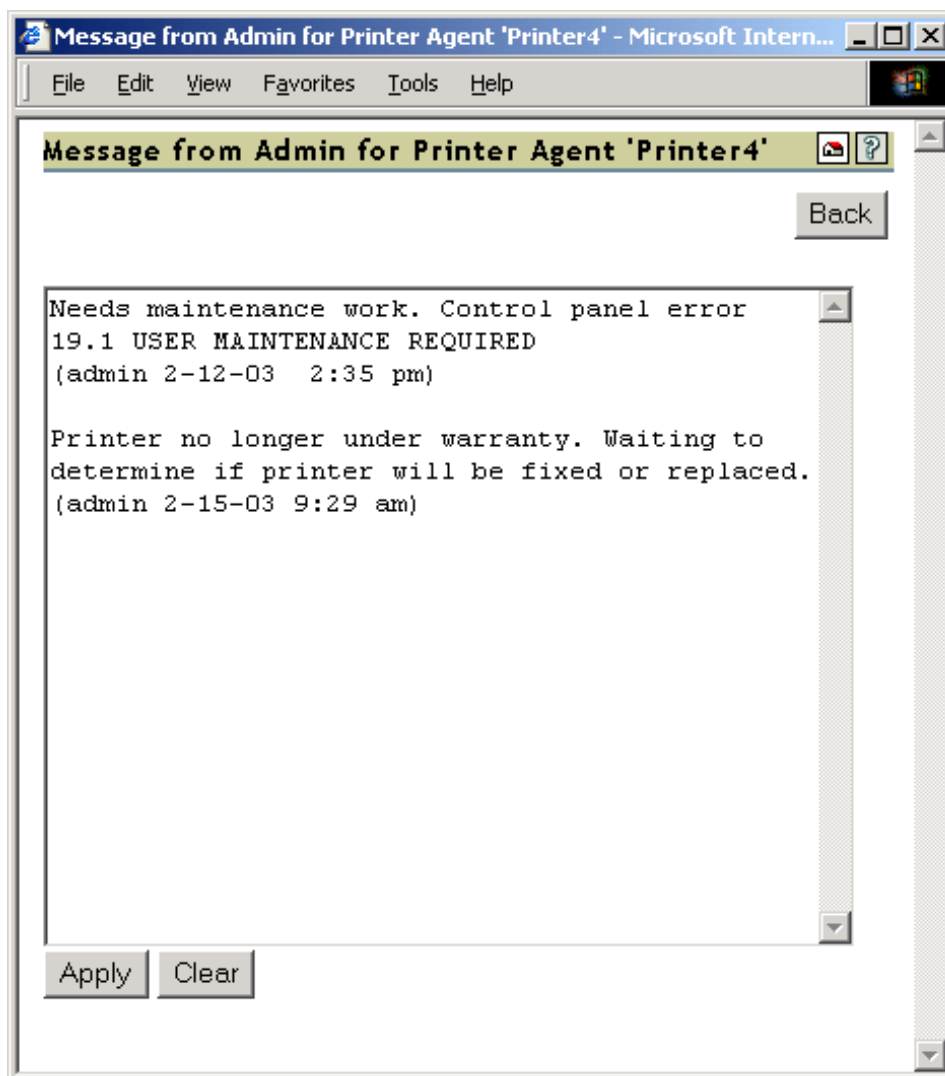 Message from Admin for Printer Agent 'Printer4' - Microsoft Intern...
File Edit View Favorites Tools Help
Message from Admin for Printer Agent 'Printer4' ?
Back
Needs maintenance work. Control panel error
19.1 USER MAINTENANCE REQUIRED
(admin 2-12-03  2:35 pm)
Printer no longer under warranty. Waiting to
determine if printer will be fixed or replaced.
(admin 2-15-03 9:29 am)
Apply Clear